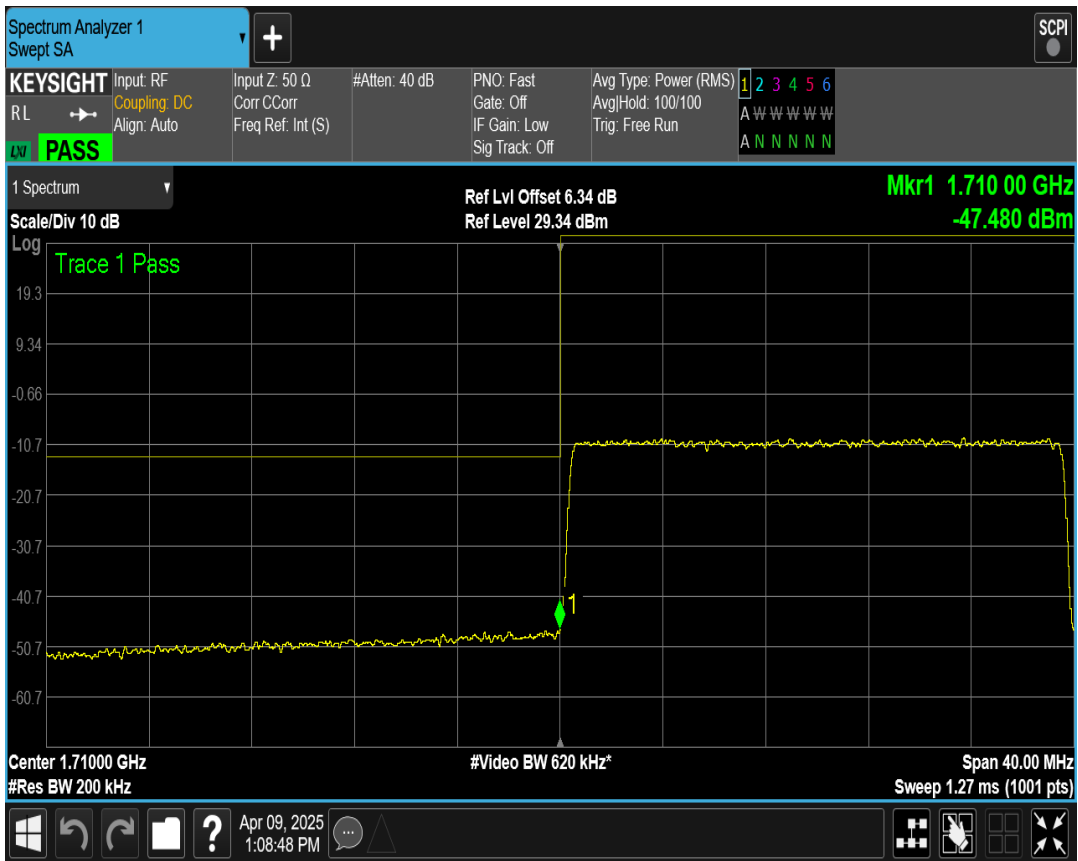 Spectrum Analyzer 1
Swept SA
SCPI
KEYSIGHT
RL
LXI PASS
Input: RF
Coupling: DC
Align: Auto
Input Z: 50 Ω
Corr CCorr
Freq Ref: Int (S)
#Atten: 40 dB
PNO: Fast
Gate: Off
IF Gain: Low
Sig Track: Off
Avg Type: Power (RMS)
Avg|Hold: 100/100
Trig: Free Run
1 2 3 4 5 6
A W W W W W
A N N N N N
1 Spectrum
Scale/Div 10 dB
Ref Lvl Offset 6.34 dB
Ref Level 29.34 dBm
Mkr1 1.710 00 GHz
-47.480 dBm
Log
Trace 1 Pass
19.3
9.34
-0.66
-10.7
-20.7
-30.7
-40.7
1
-50.7
-60.7
Center 1.71000 GHz
#Res BW 200 kHz
#Video BW 620 kHz*
Span 40.00 MHz
Sweep 1.27 ms (1001 pts)
?
Apr 09, 2025
1:08:48 PM